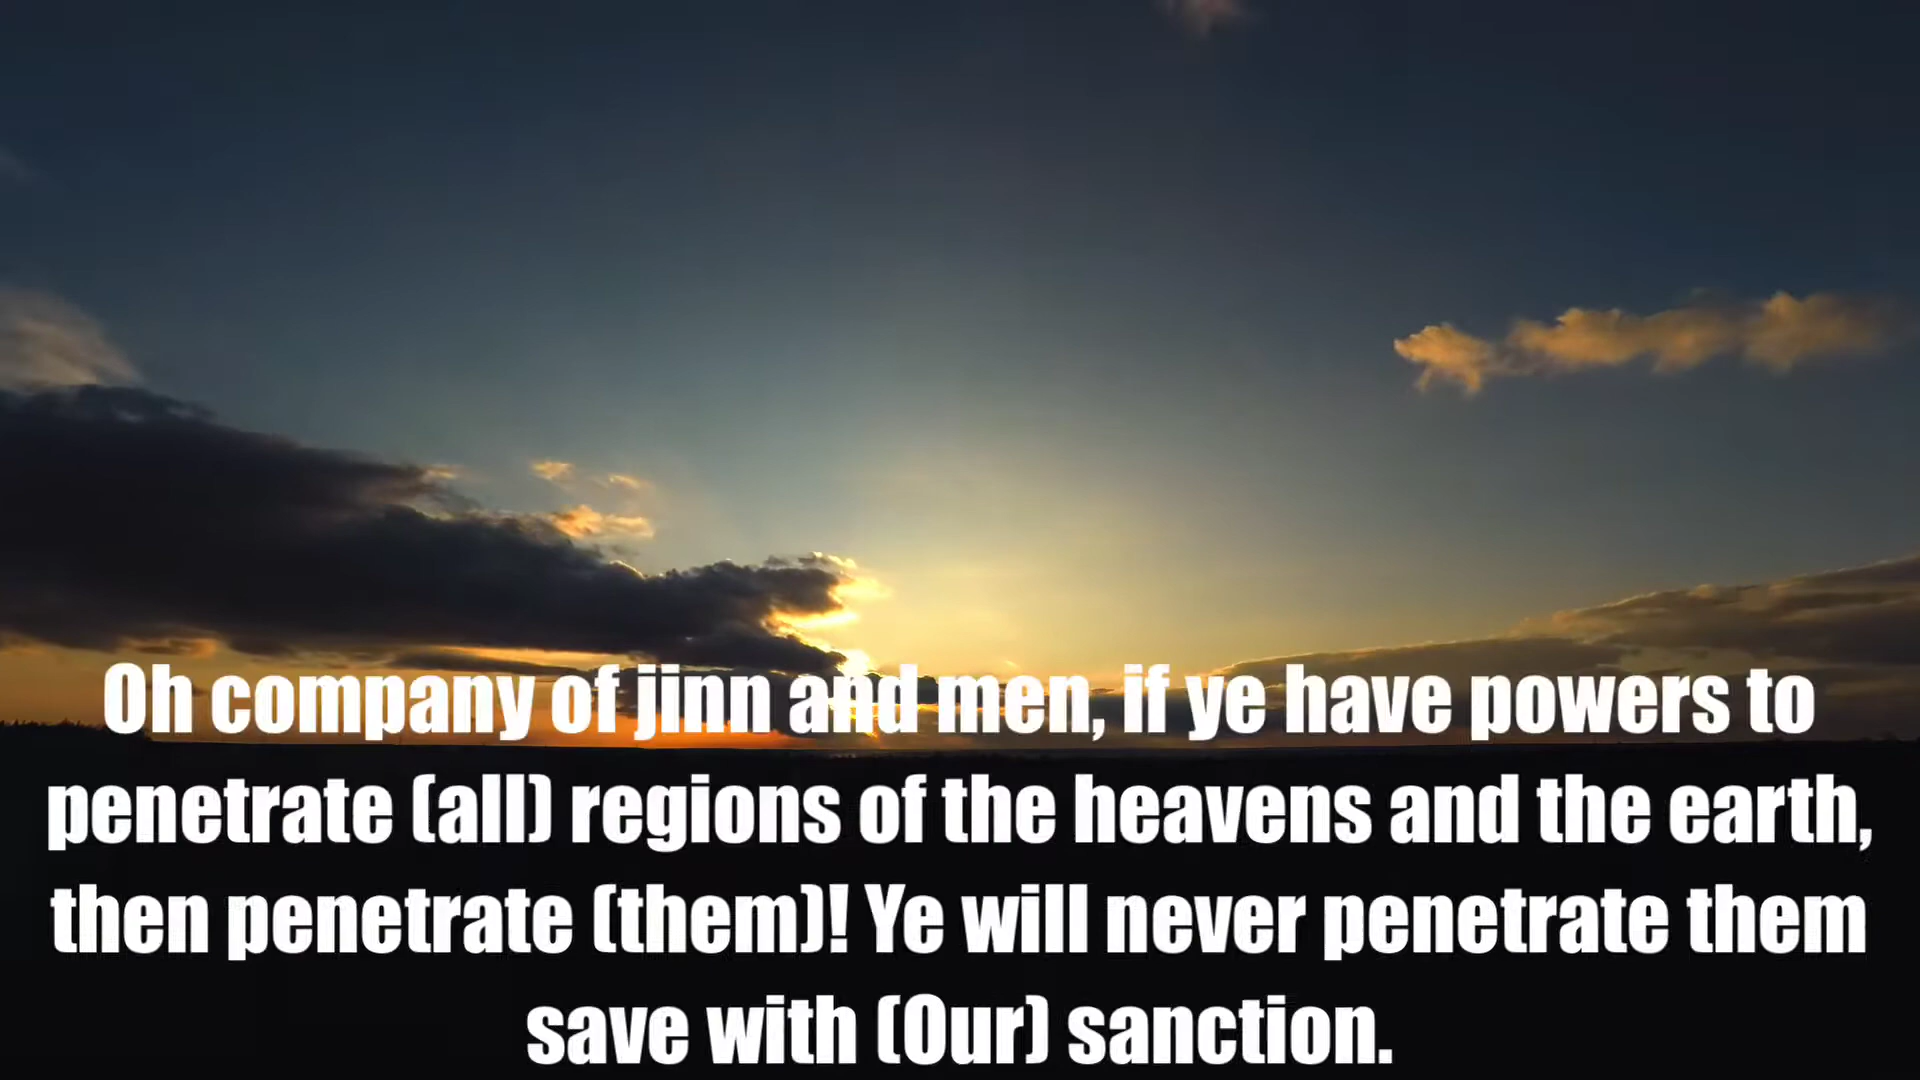 Oh company of jinn and men, if ye have powers to
penetrate (all) regions of the heavens and the earth,
then penetrate (them)! Ye will never penetrate them
save with (Our) sanction.